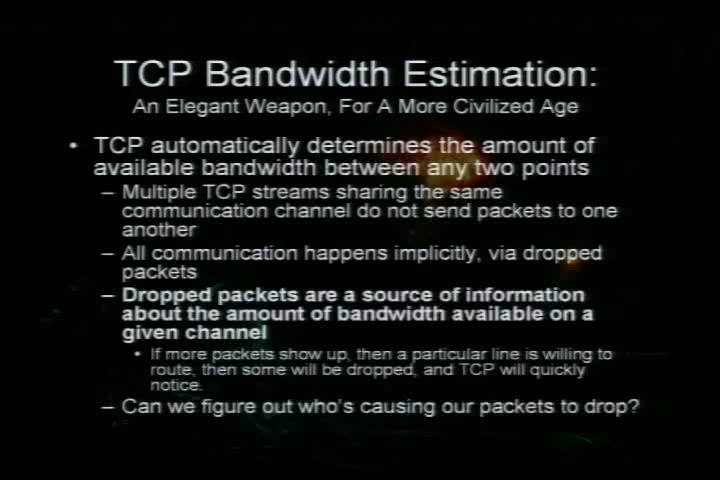 TCP Bandwidth Estimation:
An Elegant Weapon, For A More Civilized Age
• TCP automatically determines the amount of
available bandwidth between any two points
– Multiple TCP streams sharing the same
communication channel do not send packets to one
another
– All communication happens implicitly, via dropped
packets
– Dropped packets are a source of information
about the amount of bandwidth available on a
given channel
• If more packets show up, then a particular line is willing to
route, then some will be dropped, and TCP will quickly
notice.
– Can we figure out who's causing our packets to drop?